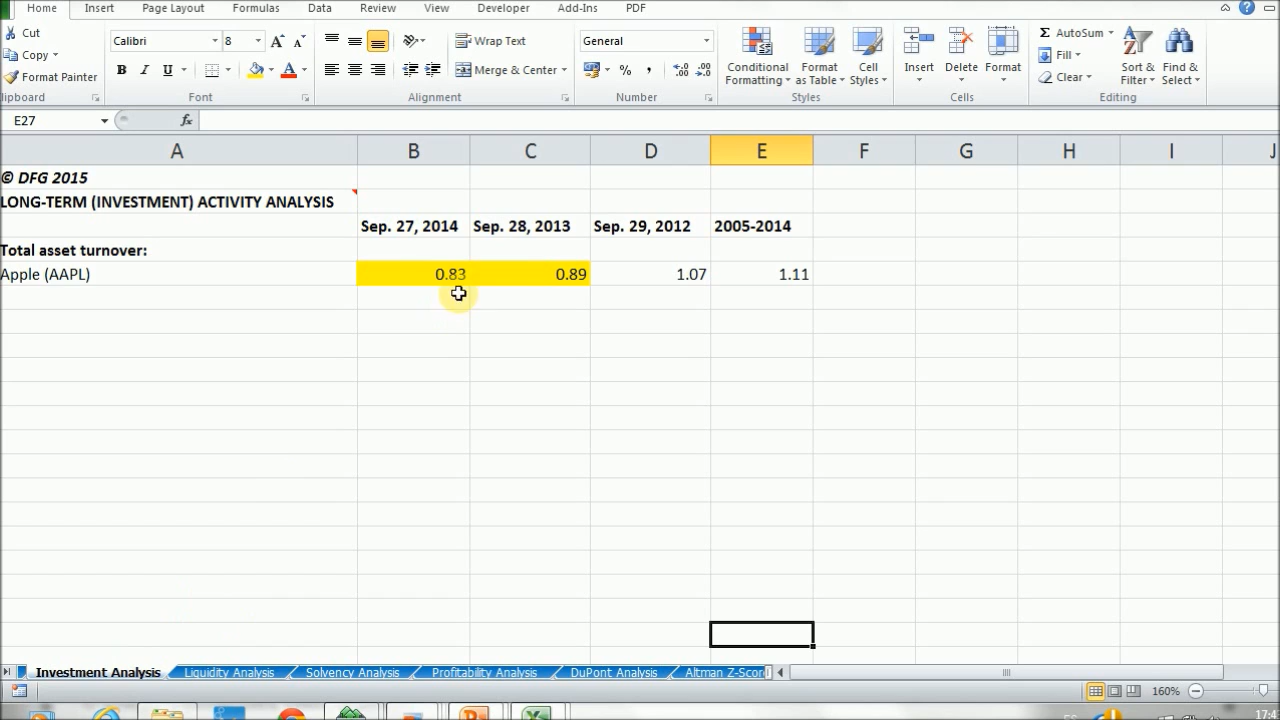 Home Insert Page Layout Formulas Data Review View Developer Add-Ins PDF
Cut
Copy
Format Painter
Calibri 8
B I U A
Wrap Text
Merge & Center
General
Conditional Formatting
Format as Table
Cell Styles
Insert Delete Format
Σ AutoSum
Fill
Clear
Sort & Filter
Find & Select
lipboard Font Alignment Number Styles Cells Editing
E27 fx
A B C D E F G H I J
© DFG 2015
LONG-TERM (INVESTMENT) ACTIVITY ANALYSIS
Sep. 27, 2014 Sep. 28, 2013 Sep. 29, 2012 2005-2014
Total asset turnover:
Apple (AAPL) 0.83 0.89 1.07 1.11
Investment Analysis Liquidity Analysis Solvency Analysis Profitability Analysis DuPont Analysis Altman Z-Score
160%